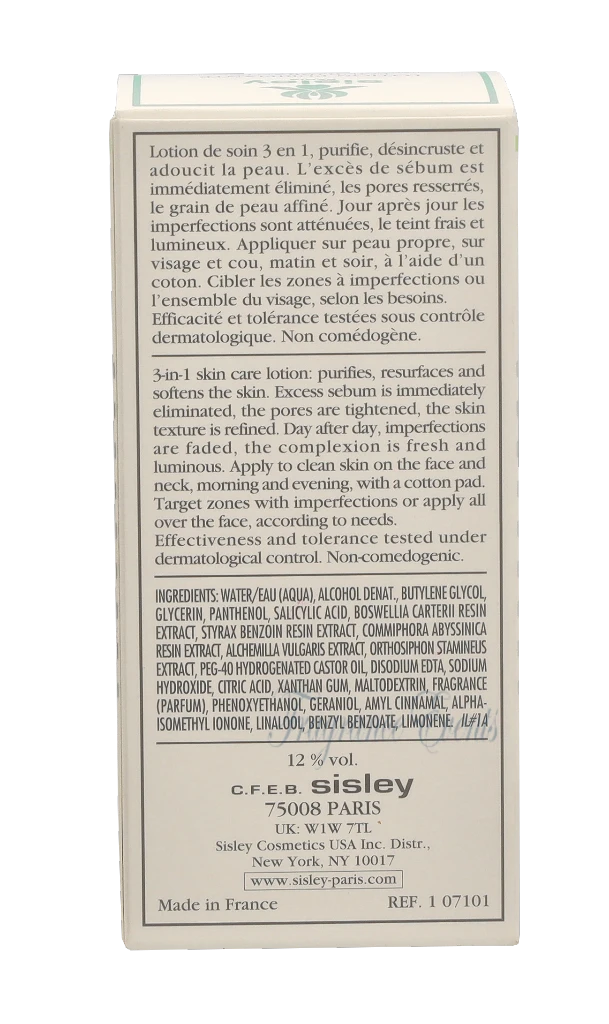 sisley
Lotion de soin 3 en 1, purifie, désincruste et
adoucit la peau. L'excès de sébum est
immédiatement éliminé, les pores resserrés,
le grain de peau affiné. Jour après jour les
imperfections sont atténuées, le teint frais et
lumineux. Appliquer sur peau propre, sur
visage et cou, matin et soir, à l'aide d'un
coton. Cibler les zones à imperfections ou
l'ensemble du visage, selon les besoins.
Efficacité et tolérance testées sous contrôle
dermatologique. Non comédogène.
3-in-1 skin care lotion: purifies, resurfaces and
softens the skin. Excess sebum is immediately
eliminated, the pores are tightened, the skin
texture is refined. Day after day, imperfections
are faded, the complexion is fresh and
luminous. Apply to clean skin on the face and
neck, morning and evening, with a cotton pad.
Target zones with imperfections or apply all
over the face, according to needs.
Effectiveness and tolerance tested under
dermatological control. Non-comedogenic.
INGREDIENTS: WATER/EAU (AQUA), ALCOHOL DENAT., BUTYLENE GLYCOL,
GLYCERIN, PANTHENOL, SALICYLIC ACID, BOSWELLIA CARTERII RESIN
EXTRACT, STYRAX BENZOIN RESIN EXTRACT, COMMIPHORA ABYSSINICA
RESIN EXTRACT, ALCHEMILLA VULGARIS EXTRACT, ORTHOSIPHON STAMINEUS
EXTRACT, PEG-40 HYDROGENATED CASTOR OIL, DISODIUM EDTA, SODIUM
HYDROXIDE, CITRIC ACID, XANTHAN GUM, MALTODEXTRIN, FRAGRANCE
(PARFUM), PHENOXYETHANOL, GERANIOL, AMYL CINNAMAL, ALPHA-
ISOMETHYL IONONE, LINALOOL, BENZYL BENZOATE, LIMONENE. IL#1A
12 % vol.
C.F.E.B. sisley
75008 PARIS
UK: W1W 7TL
Sisley Cosmetics USA Inc. Distr.,
New York, NY 10017
www.sisley-paris.com
Made in France REF. 1 07101